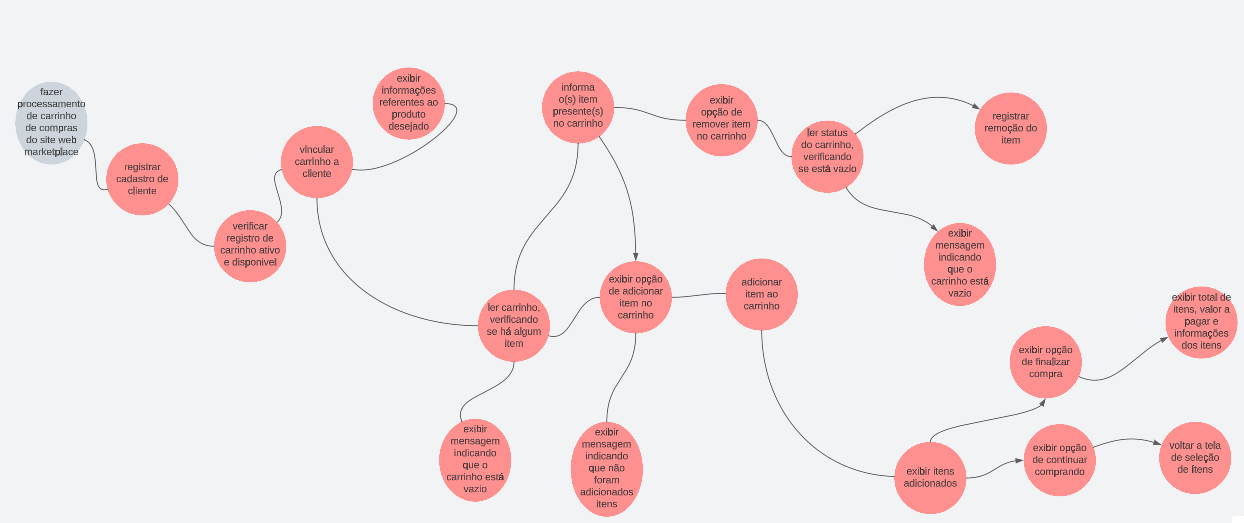 fazer
processamento
de carrinho
de compras
do site web
marketplace
registrar
cadastro de
cliente
verificar
registro de
carrinho ativo
e disponivel
vincular
carrinho a
cliente
exibir
informações
referentes ao
produto
desejado
ler carrinho,
verificando
se há algum
item
exibir
mensagem
indicando
que o
carrinho está
vazio
informa
o(s) item
presente(s)
no carrinho
exibir opção
de adicionar
item no
carrinho
exibir
mensagem
indicando
que não
foram
adicionados
itens
exibir
opção de
remover item
no carrinho
ler status
do carrinho,
verificando
se está vazio
registrar
remoção do
item
exibir
mensagem
indicando
que o
carrinho está
vazio
adicionar
item ao
carrinho
exibir itens
adicionados
exibir opção
de finalizar
compra
exibir total de
itens, valor a
pagar e
informações
dos itens
exibir opção
de continuar
comprando
voltar a tela
de seleção
de itens